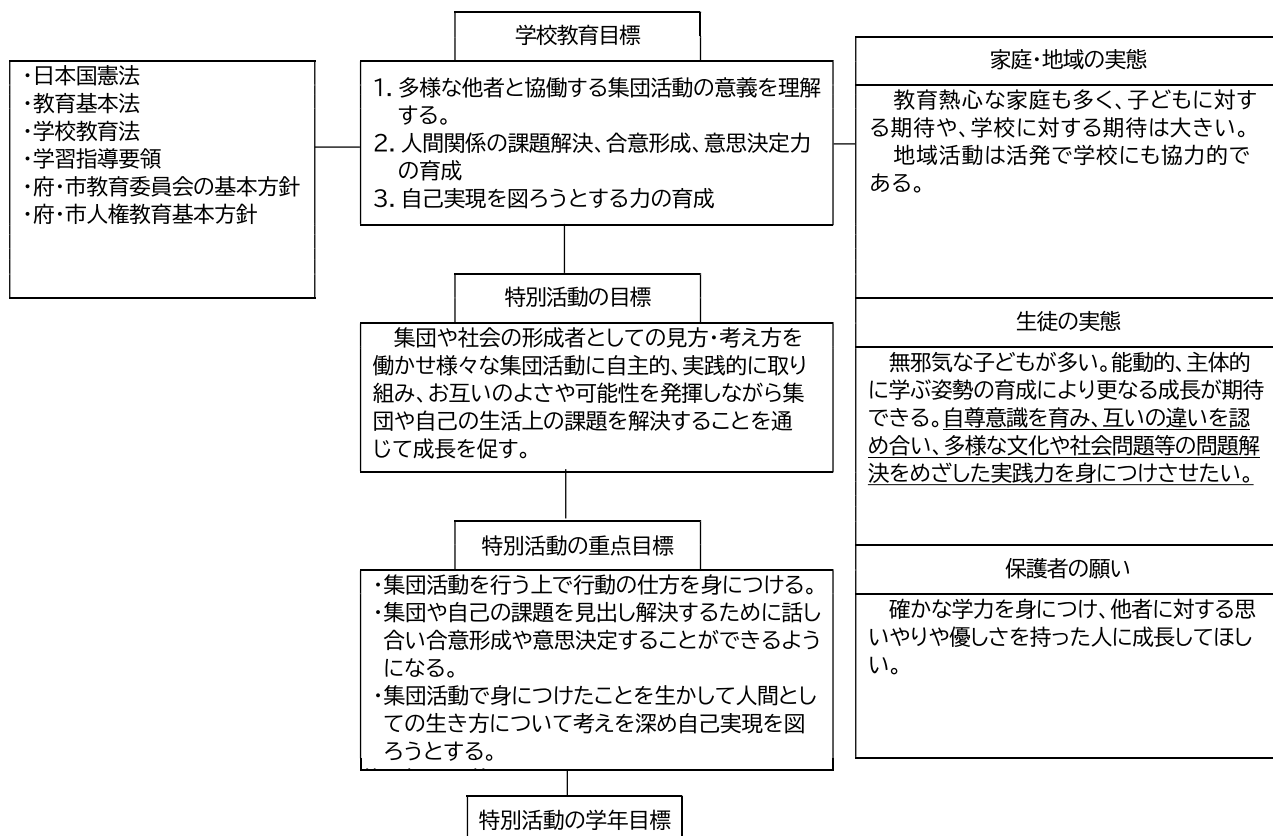 学校教育目標
・日本国憲法
・教育基本法
・学校教育法
・学習指導要領
・府・市教育委員会の基本方針
・府・市人権教育基本方針
1. 多様な他者と協働する集団活動の意義を理解
する。
2. 人間関係の課題解決、合意形成、意思決定力
の育成
3. 自己実現を図ろうとする力の育成
家庭・地域の実態
教育熱心な家庭も多く、子どもに対す
る期待や、学校に対する期待は大きい。
地域活動は活発で学校にも協力的で
ある。
特別活動の目標
集団や社会の形成者としての見方・考え方を
働かせ様々な集団活動に自主的、実践的に取り
組み、お互いのよさや可能性を発揮しながら集
団や自己の生活上の課題を解決することを通
じて成長を促す。
生徒の実態
無邪気な子どもが多い。能動的、主体的
に学ぶ姿勢の育成により更なる成長が期待
できる。自尊意識を育み、互いの違いを認
め合い、多様な文化や社会問題等の問題解
決をめざした実践力を身につけさせたい。
特別活動の重点目標
・集団活動を行う上で行動の仕方を身につける。
・集団や自己の課題を見出し解決するために話し
合い合意形成や意思決定することができるよう
になる。
・集団活動で身につけたことを生かして人間とし
ての生き方について考えを深め自己実現を図
ろうとする。
保護者の願い
確かな学力を身につけ、他者に対する思
いやりや優しさを持った人に成長してほし
い。
特別活動の学年目標